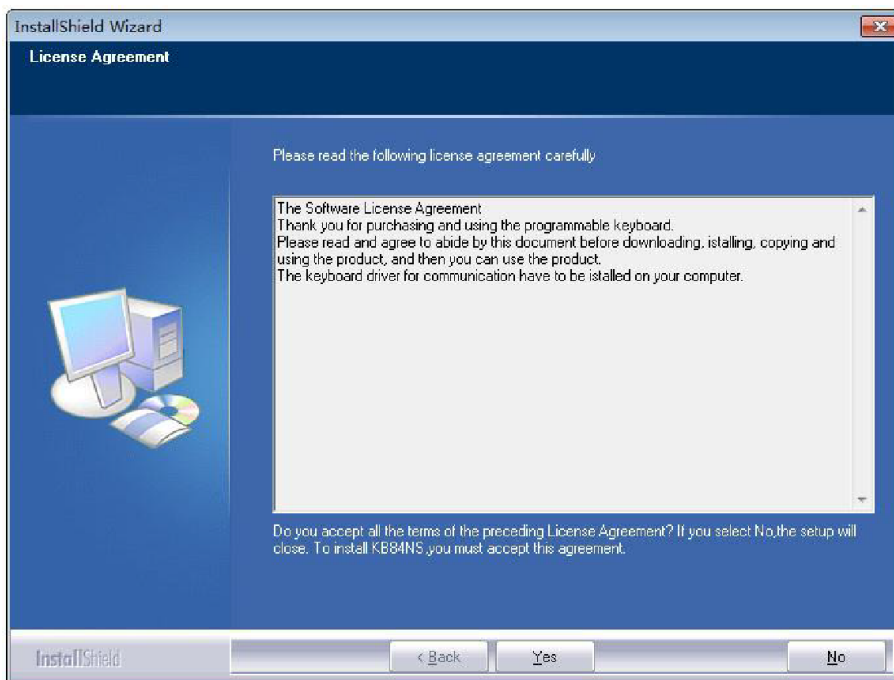 InstallShield Wizard
License Agreement
Please read the following license agreement carefully
The Software License Agreement
Thank you for purchasing and using the programmable keyboard.
Please read and agree to abide by this document before downloading, istalling, copying and
using the product, and then you can use the product.
The keyboard driver for communication have to be istalled on your computer.
Do you accept all the terms of the preceding License Agreement? If you select No,the setup will
close. To install KB84NS ,you must accept this agreement.
InstallShield
< Back
Yes
No